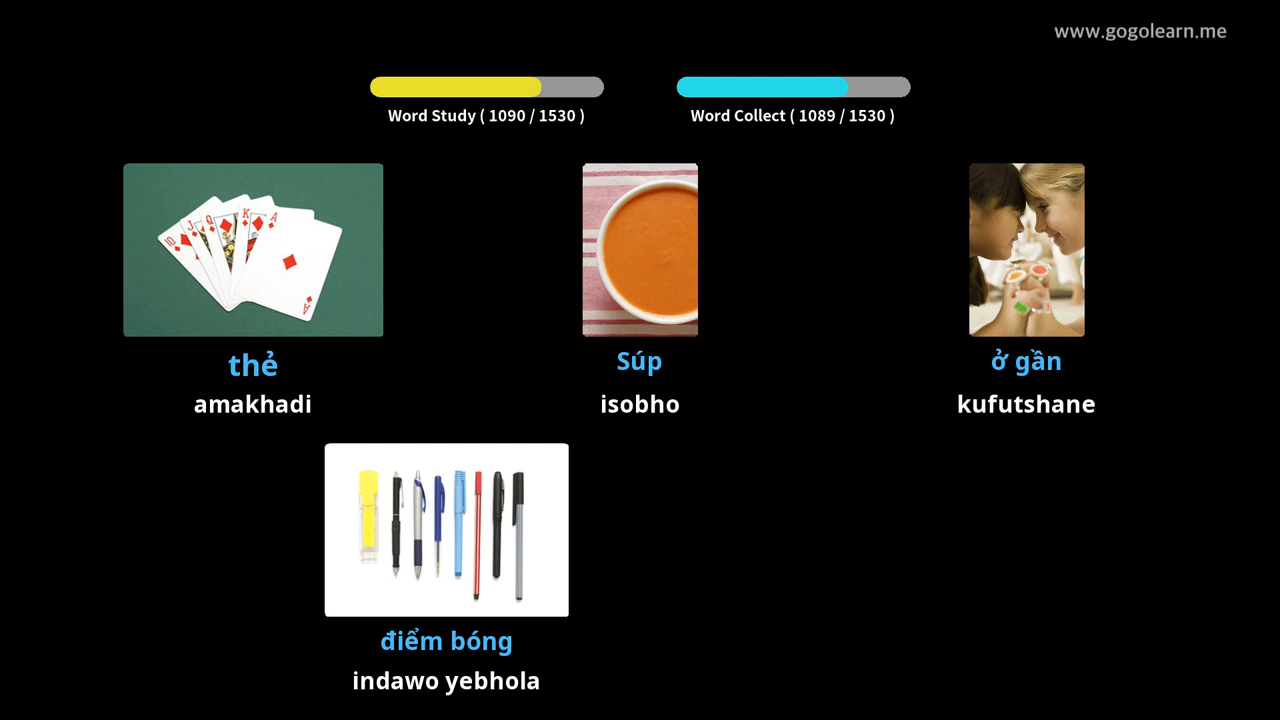 www.gogolearn.me
Word Study ( 1090 / 1530 )
Word Collect ( 1089 / 1530 )
10 J Q K A
A
thẻ
amakhadi
Súp
isobho
ở gần
kufutshane
điểm bóng
indawo yebhola